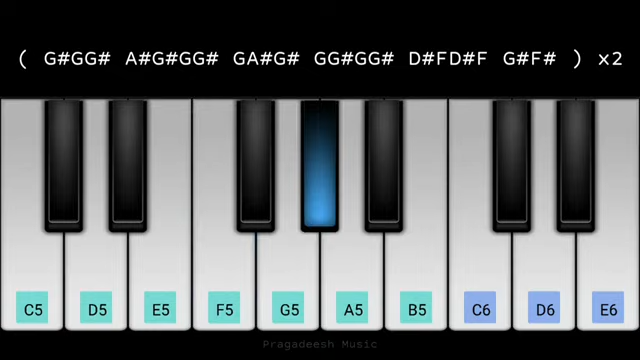 ( G#GG# A#G#GG# GA#G# GG#GG# D#FD#F G#F# ) x2
C5 D5 E5 F5 G5 A5 B5 C6 D6 E6
Pragadeesh Music